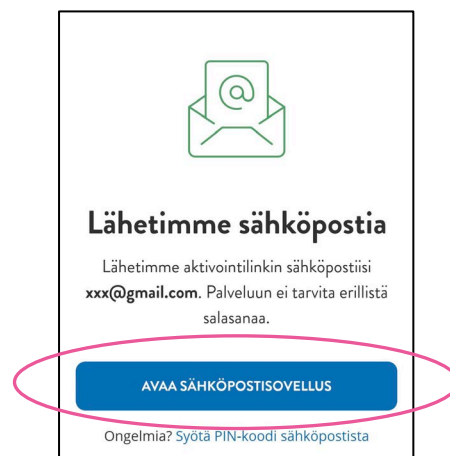 @
Lähetimme sähköpostia
Lähetimme aktivointilinkin sähköpostiisi
xxx@gmail.com. Palveluun ei tarvita erillistä
salasanaa.
AVAA SÄHKÖPOSTISOVELLUS
Ongelmia? Syötä PIN-koodi sähköpostista